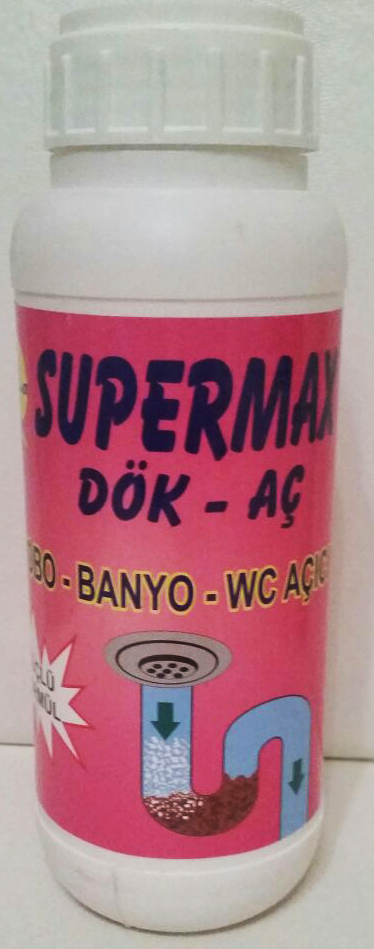 SUPERMAX
DÖK - AÇ
- BANYO - WC